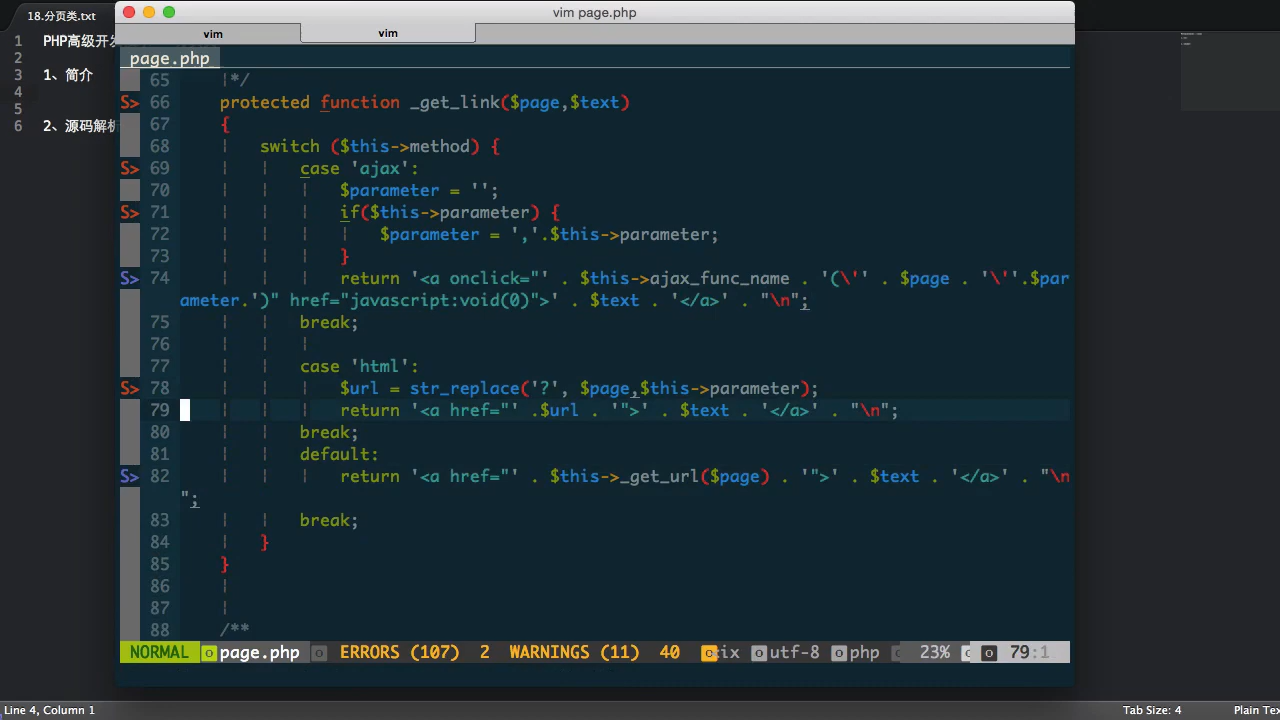 18.分页类.txt
vim page.php
vim
vim
1 PHP高级开发
2
3 1、简介
4
5
6 2、源码解析
page.php
65 |*/
S> 66 protected function _get_link($page,$text)
67 {
68 switch ($this->method) {
S> 69 case 'ajax':
70 $parameter = '';
S> 71 if($this->parameter) {
72 $parameter = ','.$this->parameter;
73 }
S> 74 return '<a onclick="' . $this->ajax_func_name . '(\'' . $page . '\''.$par
ameter.')" href="javascript:void(0)">' . $text . '</a>' . "\n";
75 break;
76
77 case 'html':
S> 78 $url = str_replace('?', $page,$this->parameter);
79 return '<a href="' .$url . '">' . $text . '</a>' . "\n";
80 break;
81 default:
S> 82 return '<a href="' . $this->_get_url($page) . '">' . $text . '</a>' . "\n
";
83 break;
84 }
85 }
86
87
88 /**
NORMAL page.php ERRORS (107) 2 WARNINGS (11) 40 ix utf-8 php 23% 79:1
Line 4, Column 1 Tab Size: 4 Plain Tex